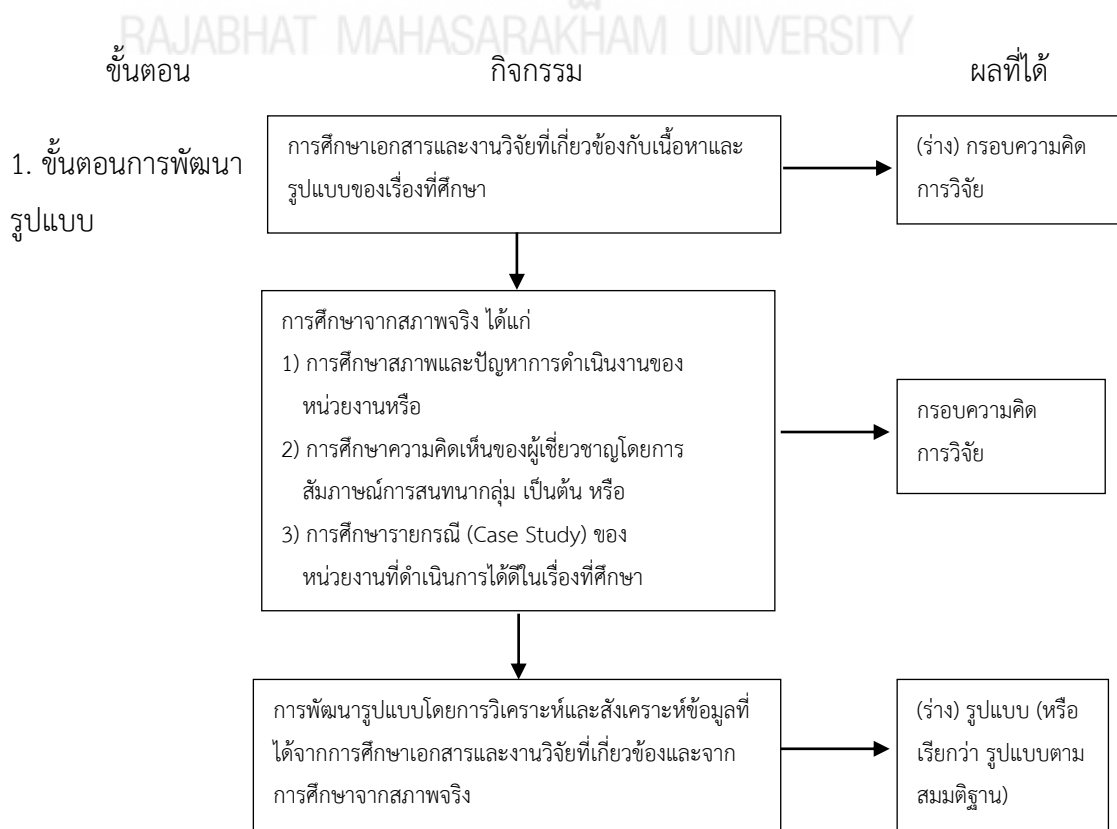 RAJABHAT MAHASARAKHAM UNIVERSITY
ขั้นตอน กิจกรรม ผลที่ได้
1. ขั้นตอนการพัฒนา
รูปแบบ
การศึกษาเอกสารและงานวิจัยที่เกี่ยวข้องกับเนื้อหาและ
รูปแบบของเรื่องที่ศึกษา
(ร่าง) กรอบความคิด
การวิจัย
การศึกษาจากสภาพจริง ได้แก่
1) การศึกษาสภาพและปัญหาการดำเนินงานของ
หน่วยงานหรือ
2) การศึกษาความคิดเห็นของผู้เชี่ยวชาญโดยการ
สัมภาษณ์การสนทนากลุ่ม เป็นต้น หรือ
3) การศึกษารายกรณี (Case Study) ของ
หน่วยงานที่ดำเนินการได้ดีในเรื่องที่ศึกษา
กรอบความคิด
การวิจัย
การพัฒนารูปแบบโดยการวิเคราะห์และสังเคราะห์ข้อมูลที่
ได้จากการศึกษาเอกสารและงานวิจัยที่เกี่ยวข้องและจาก
การศึกษาจากสภาพจริง
(ร่าง) รูปแบบ (หรือ
เรียกว่า รูปแบบตาม
สมมติฐาน)